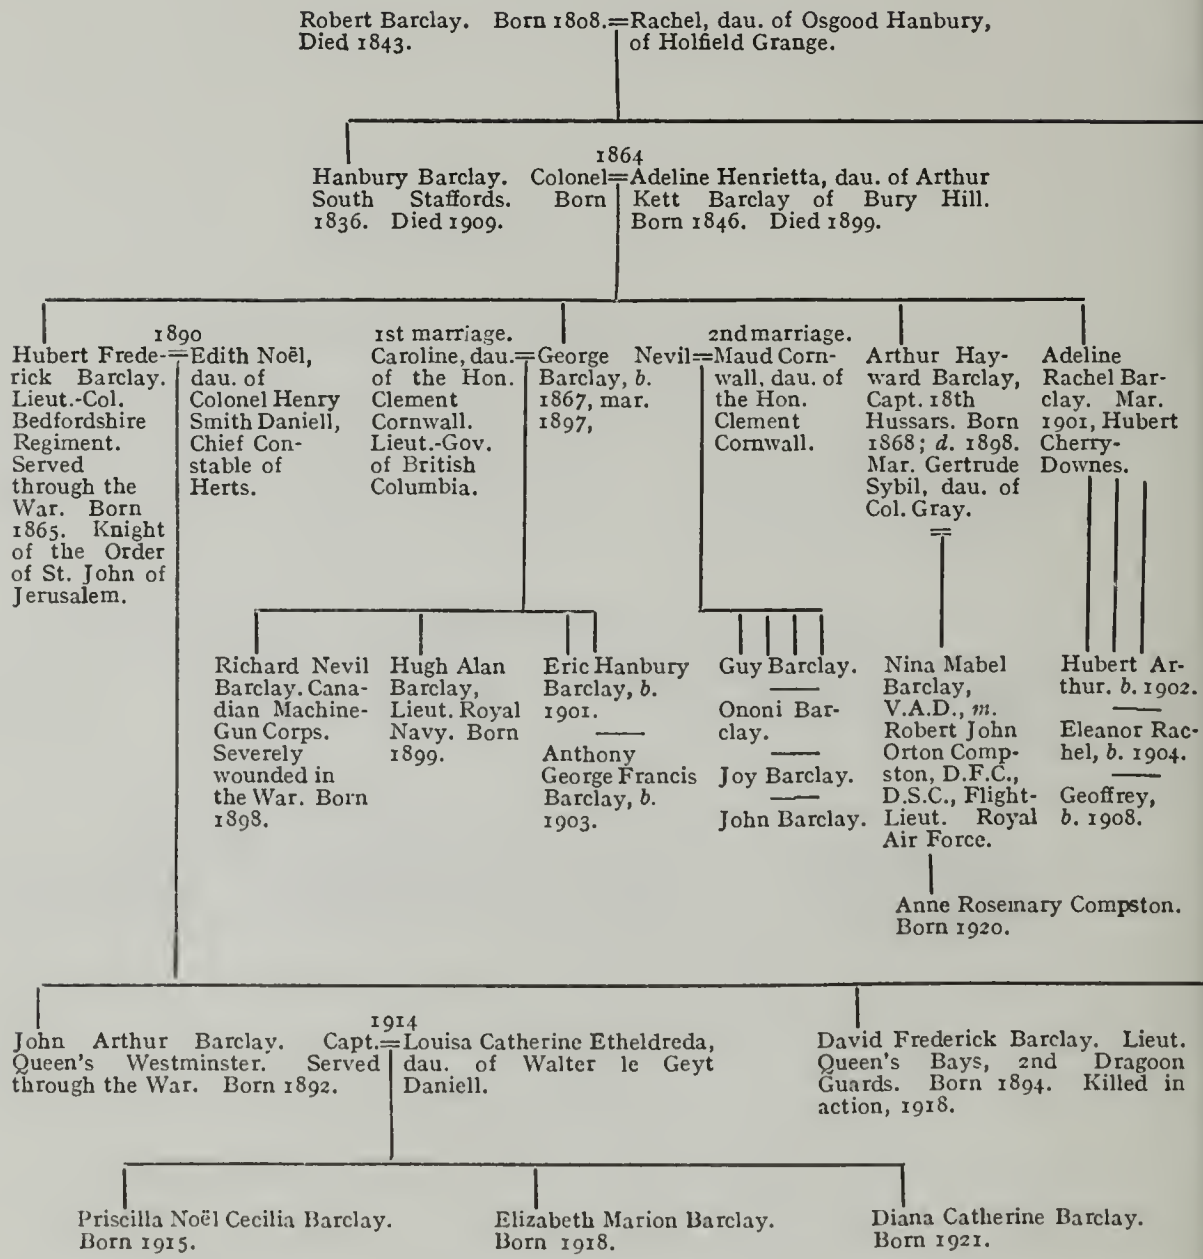 Robert Barclay. Born 1808.=Rachel, dau. of Osgood Hanbury,
Died 1843. of Holfield Grange.
1864
Hanbury Barclay. Colonel=Adeline Henrietta, dau. of Arthur
South Staffords. Born Kett Barclay of Bury Hill.
1836. Died 1909. Born 1846. Died 1899.
1890
Hubert Frede-=Edith Noël,
rick Barclay. dau. of
Lieut.-Col. Colonel Henry
Bedfordshire Smith Daniell,
Regiment. Chief Con-
Served stable of
through the Herts.
War. Born
1865. Knight
of the Order
of St. John of
Jerusalem.
1st marriage. 2nd marriage.
Caroline, dau.=George Nevil=Maud Corn-
of the Hon. Barclay, b. wall, dau. of
Clement 1867, mar. the Hon.
Cornwall. 1897, Clement
Lieut.-Gov. Cornwall.
of British
Columbia.
Arthur Hay-
ward Barclay,
Capt. 18th
Hussars. Born
1868; d. 1898.
Mar. Gertrude
Sybil, dau. of
Col. Gray.
=
Adeline
Rachel Bar-
clay. Mar.
1901, Hubert
Cherry-
Downes.
Richard Nevil
Barclay. Cana-
dian Machine-
Gun Corps.
Severely
wounded in
the War. Born
1898.
Hugh Alan
Barclay,
Lieut. Royal
Navy. Born
1899.
Eric Hanbury
Barclay, b.
1901.
Anthony
George Francis
Barclay, b.
1903.
Guy Barclay.
Ononi Bar-
clay.
Joy Barclay.
John Barclay.
Nina Mabel
Barclay,
V.A.D., m.
Robert John
Orton Comp-
ston, D.F.C.,
D.S.C., Flight-
Lieut. Royal
Air Force.
Hubert Ar-
thur. b. 1902.
Eleanor Rac-
hel, b. 1904.
Geoffrey,
b. 1908.
Anne Rosemary Compston.
Born 1920.
1914
John Arthur Barclay. Capt.=Louisa Catherine Etheldreda,
Queen's Westminster. Served dau. of Walter le Geyt
through the War. Born 1892. Daniell.
David Frederick Barclay. Lieut.
Queen's Bays, 2nd Dragoon
Guards. Born 1894. Killed in
action, 1918.
Priscilla Noël Cecilia Barclay.
Born 1915.
Elizabeth Marion Barclay.
Born 1918.
Diana Catherine Barclay.
Born 1921.